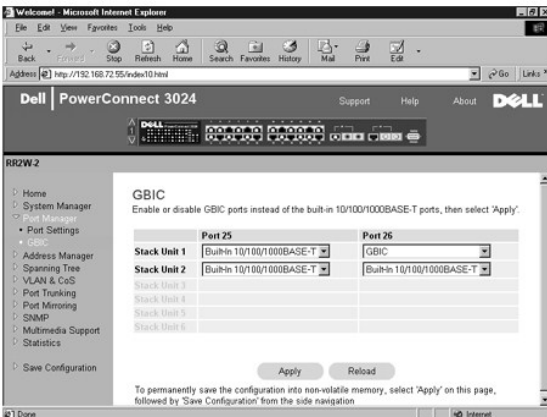 Welcome! - Microsoft Internet Explorer
File Edit View Favorites Tools Help
Back Forward Stop Refresh Home Search Favorites History Mail Print Edit
Address http://192.168.72.55/index10.html Go Links
Dell PowerConnect 3024 Support Help About DELL
DELL
RR2W-2
Home
System Manager
Port Manager
Port Settings
GBIC
Address Manager
Spanning Tree
VLAN & CoS
Port Trunking
Port Mirroring
SNMP
Multimedia Support
Statistics
Save Configuration
GBIC
Enable or disable GBIC ports instead of the built-in 10/100/1000BASE-T ports, then select 'Apply'.
Port 25 Port 26
Stack Unit 1 Built-In 10/100/1000BASE-T GBIC
Stack Unit 2 Built-In 10/100/1000BASE-T Built-In 10/100/1000BASE-T
Stack Unit 3
Stack Unit 4
Stack Unit 5
Stack Unit 6
Apply Reload
To permanently save the configuration into non-volatile memory, select 'Apply' on this page,
followed by 'Save Configuration' from the side navigation
Done Internet